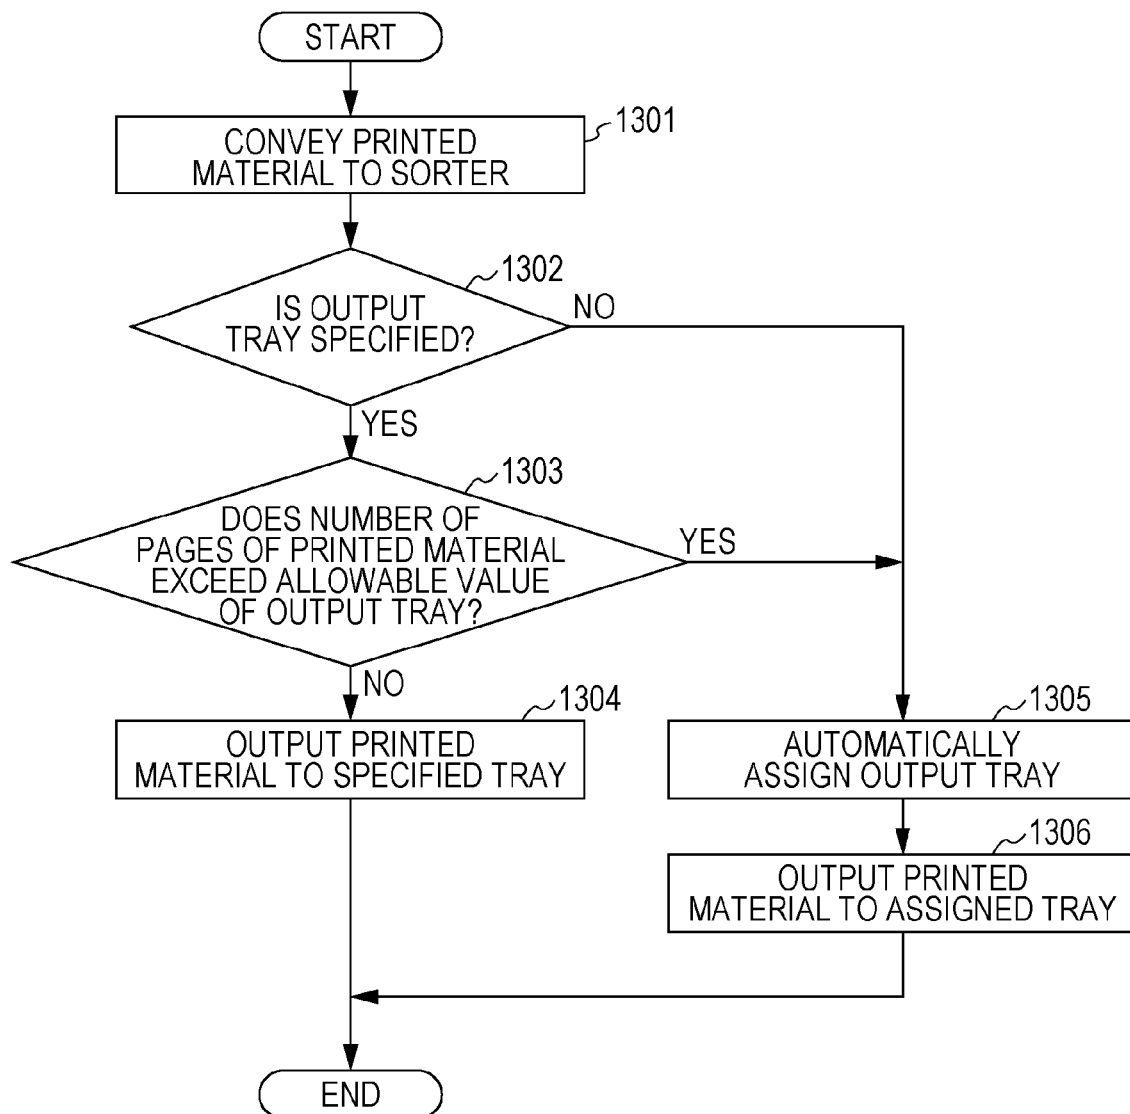 START
1301
CONVEY PRINTED
MATERIAL TO SORTER
1302
IS OUTPUT
TRAY SPECIFIED?
NO
YES
1303
DOES NUMBER OF
PAGES OF PRINTED MATERIAL
EXCEED ALLOWABLE VALUE
OF OUTPUT TRAY?
YES
NO
1304
OUTPUT PRINTED
MATERIAL TO SPECIFIED TRAY
1305
AUTOMATICALLY
ASSIGN OUTPUT TRAY
1306
OUTPUT PRINTED
MATERIAL TO ASSIGNED TRAY
END